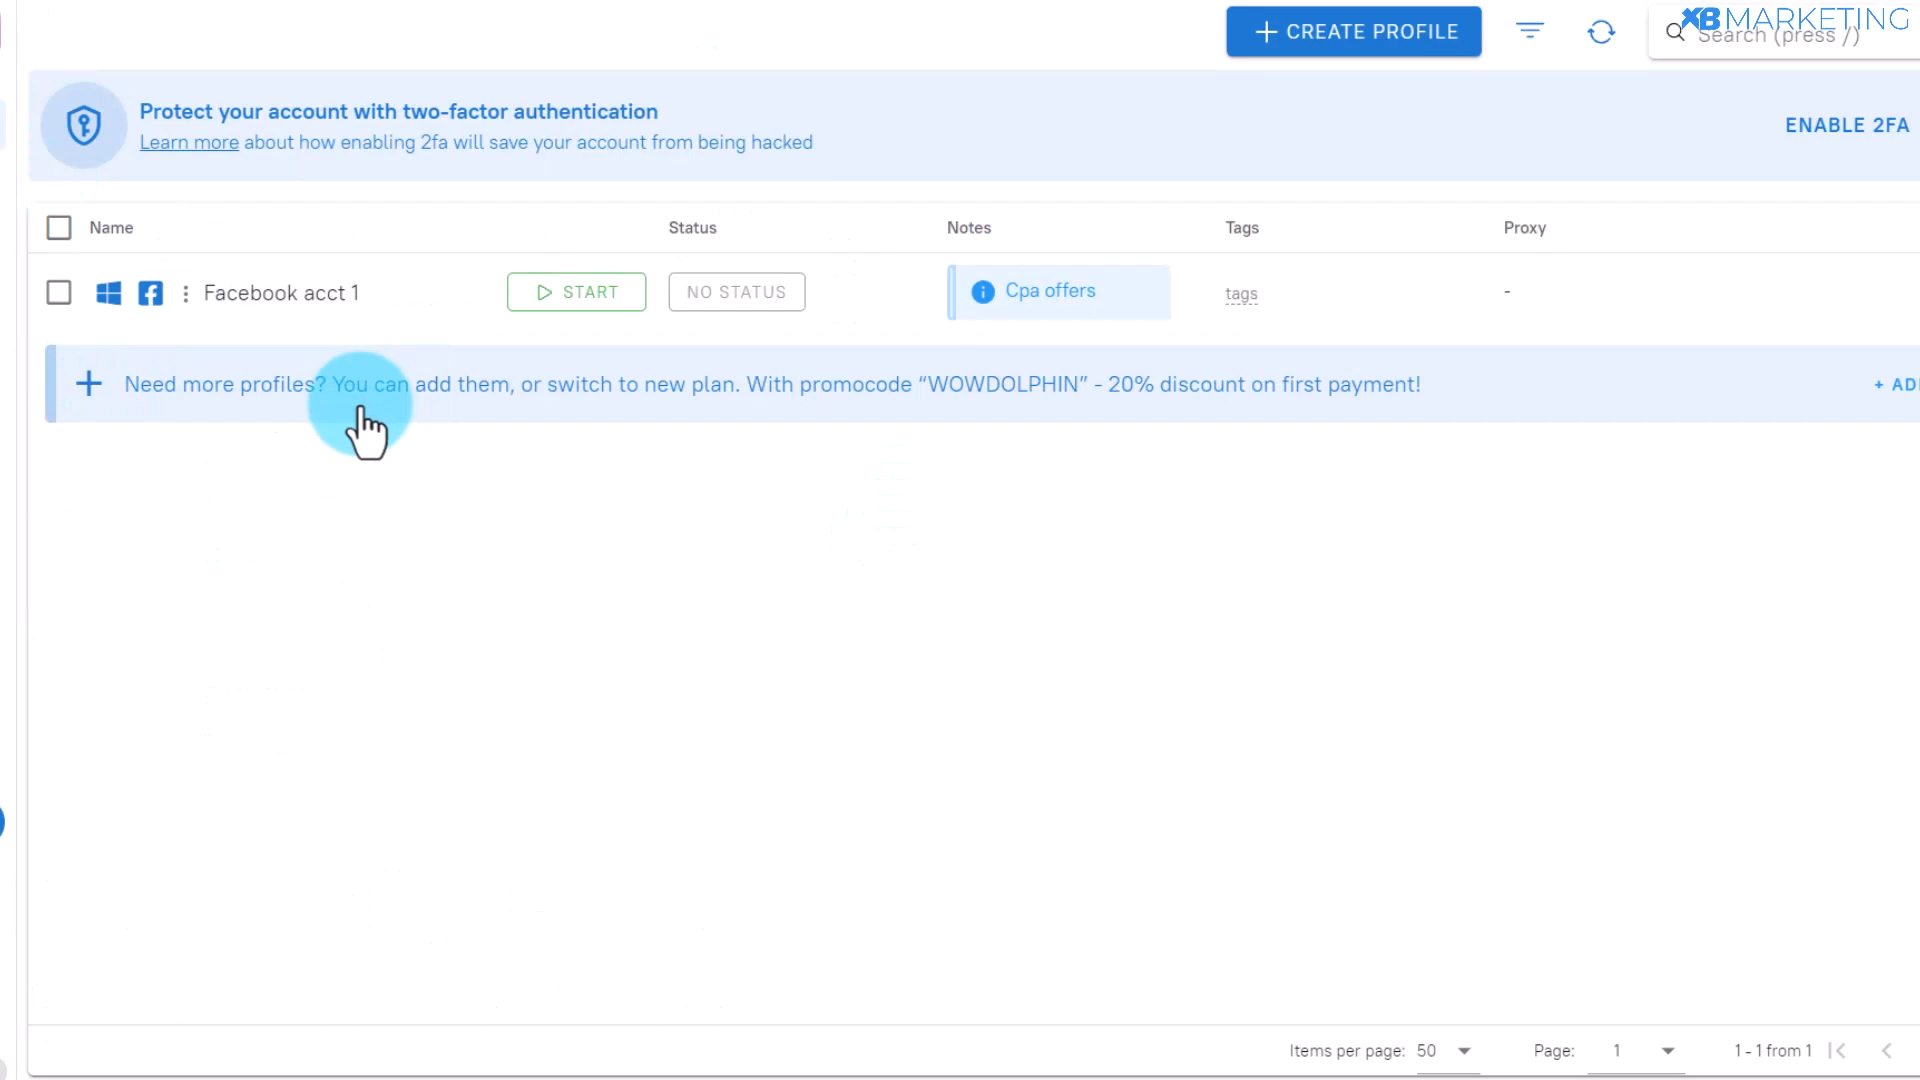 CREATE PROFILE
XB MARKETING
Search (press /)
Protect your account with two-factor authentication
Learn more about how enabling 2fa will save your account from being hacked
ENABLE 2FA
Name Status Notes Tags Proxy
Facebook acct 1 START NO STATUS Cpa offers tags -
Need more profiles? You can add them, or switch to new plan. With promocode “WOWDOLPHIN” - 20% discount on first payment!
Items per page: 50 Page: 1 1 - 1 from 1